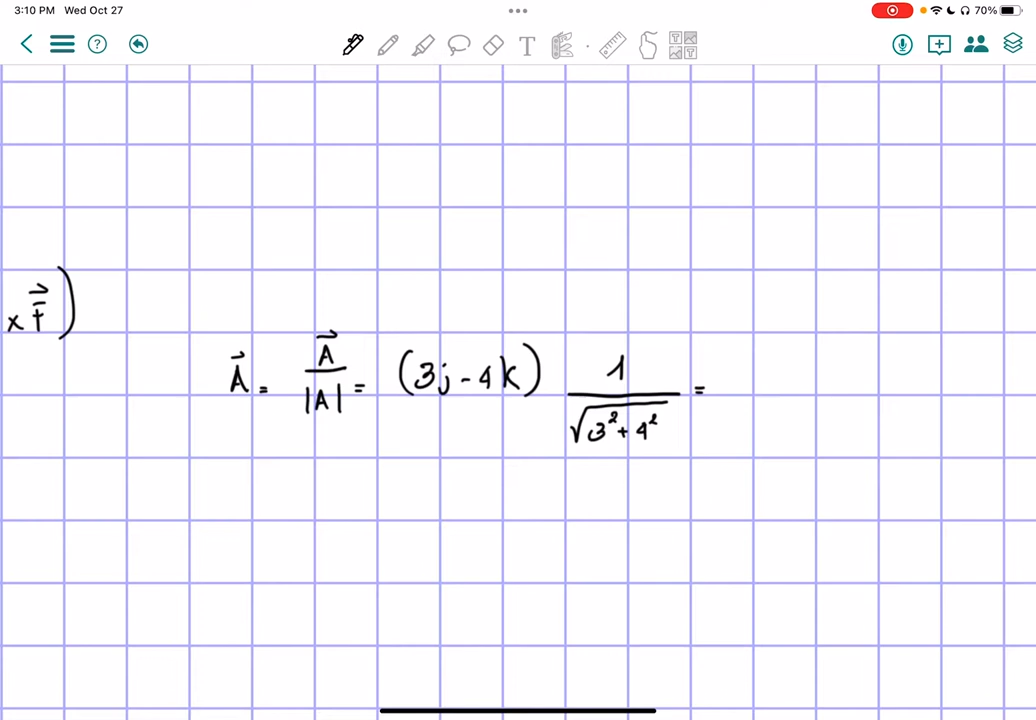 3:10 PM Wed Oct 27
70%
? T
x F⃗ )
A⃗ = A⃗ / |A| = (3j - 4k) 1 / √(3² + 4²) =